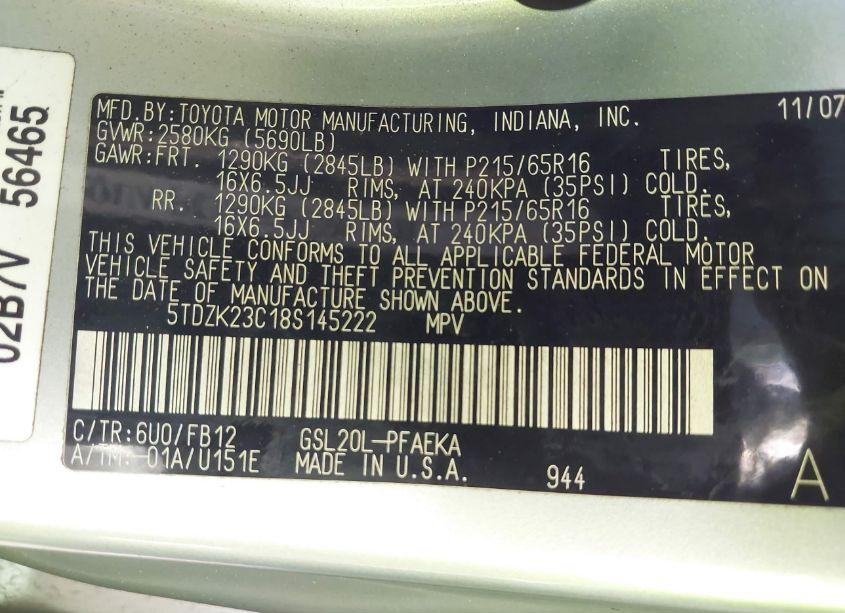 MFD. BY: TOYOTA MOTOR MANUFACTURING, INDIANA, INC. 11/07
GVWR: 2580KG (5690LB)
GAWR: FRT. 1290KG (2845LB) WITH P215/65R16 TIRES,
16X6.5JJ RIMS, AT 240KPA (35PSI) COLD.
RR. 1290KG (2845LB) WITH P215/65R16 TIRES,
16X6.5JJ RIMS, AT 240KPA (35PSI) COLD.
THIS VEHICLE CONFORMS TO ALL APPLICABLE FEDERAL MOTOR
VEHICLE SAFETY AND THEFT PREVENTION STANDARDS IN EFFECT ON
THE DATE OF MANUFACTURE SHOWN ABOVE.
5TDZK23C18S145222 MPV
C/TR: 6U0/FB12 GSL20L-PFAEKA
A/TM: -01A/U151E MADE IN U.S.A. 944
A
02B7V 56465